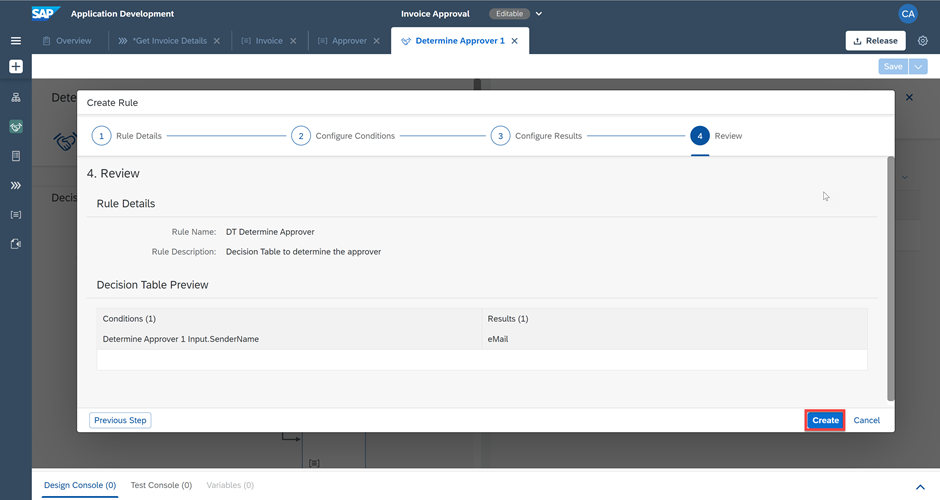 SAP Application Development Invoice Approval Editable CA
Overview *Get Invoice Details Invoice Approver Determine Approver 1 Release
Save
Dete
Create Rule
1 Rule Details 2 Configure Conditions 3 Configure Results 4 Review
4. Review
Decis
Rule Details
Rule Name: DT Determine Approver
Rule Description: Decision Table to determine the approver
Decision Table Preview
Conditions (1) Results (1)
Determine Approver 1 Input.SenderName eMail
Previous Step Create Cancel
Design Console (0) Test Console (0) Variables (0)